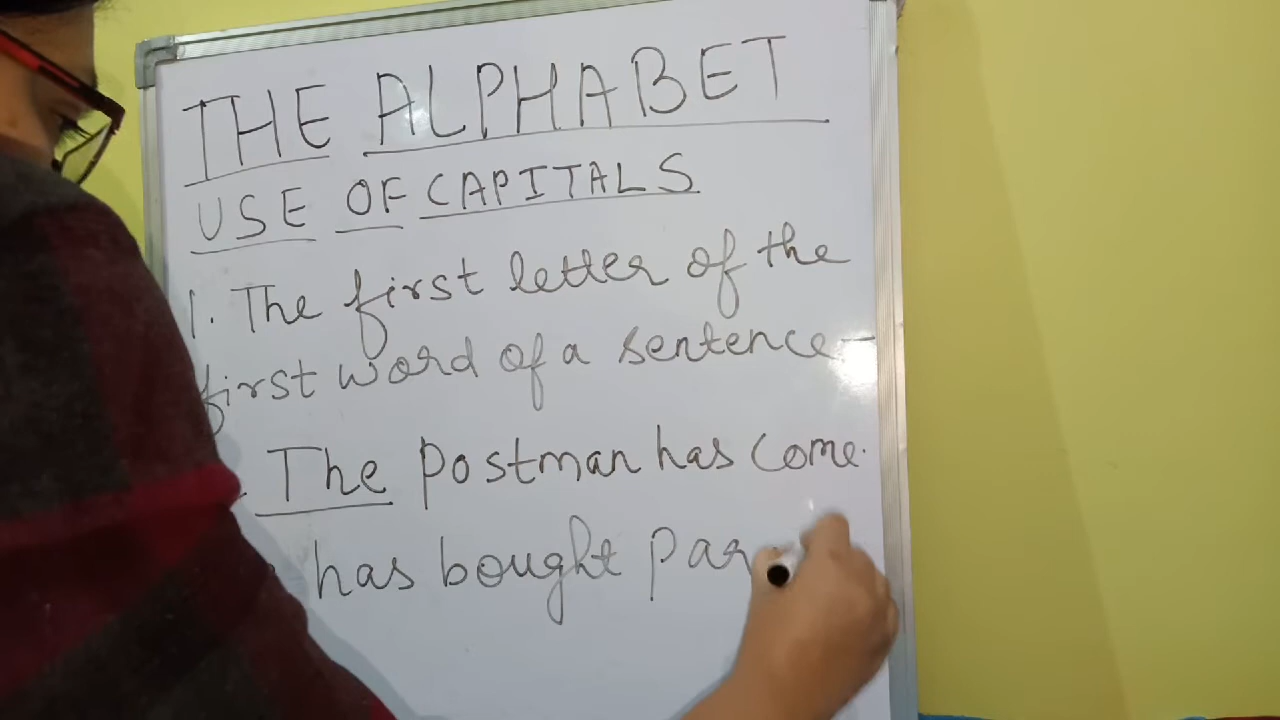 THE ALPHABET
USE OF CAPITALS
1. The first letter of the
first word of a sentence-
The postman has come.
has bought par